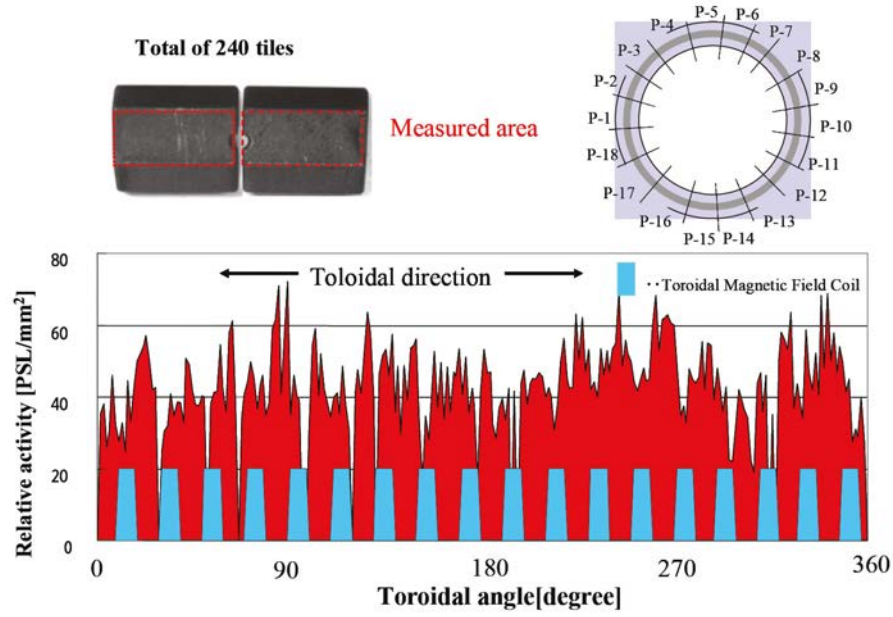 Total of 240 tiles
Measured area
P-5
P-4
P-6
P-3
P-7
P-2
P-8
P-1
P-9
P-18
P-10
P-17
P-11
P-16
P-12
P-15
P-14
P-13
80
60
40
20
0
Relative activity [PSL/mm²]
Toloidal direction
··Toroidal Magnetic Field Coil
0 90 180 270 360
Toroidal angle[degree]